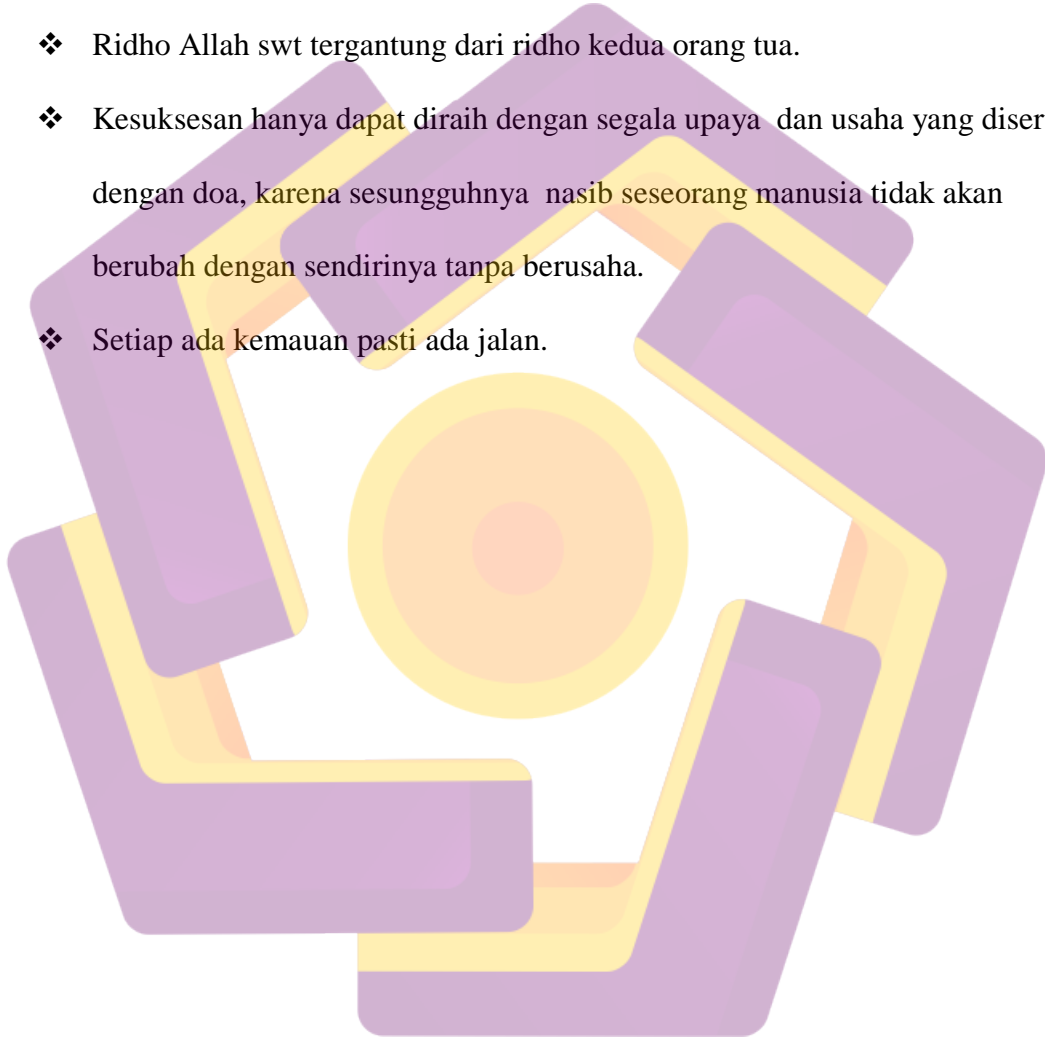 ❖ Ridho Allah swt tergantung dari ridho kedua orang tua.
❖ Kesuksesan hanya dapat diraih dengan segala upaya dan usaha yang diser
dengan doa, karena sesungguhnya nasib seseorang manusia tidak akan
berubah dengan sendirinya tanpa berusaha.
❖ Setiap ada kemauan pasti ada jalan.